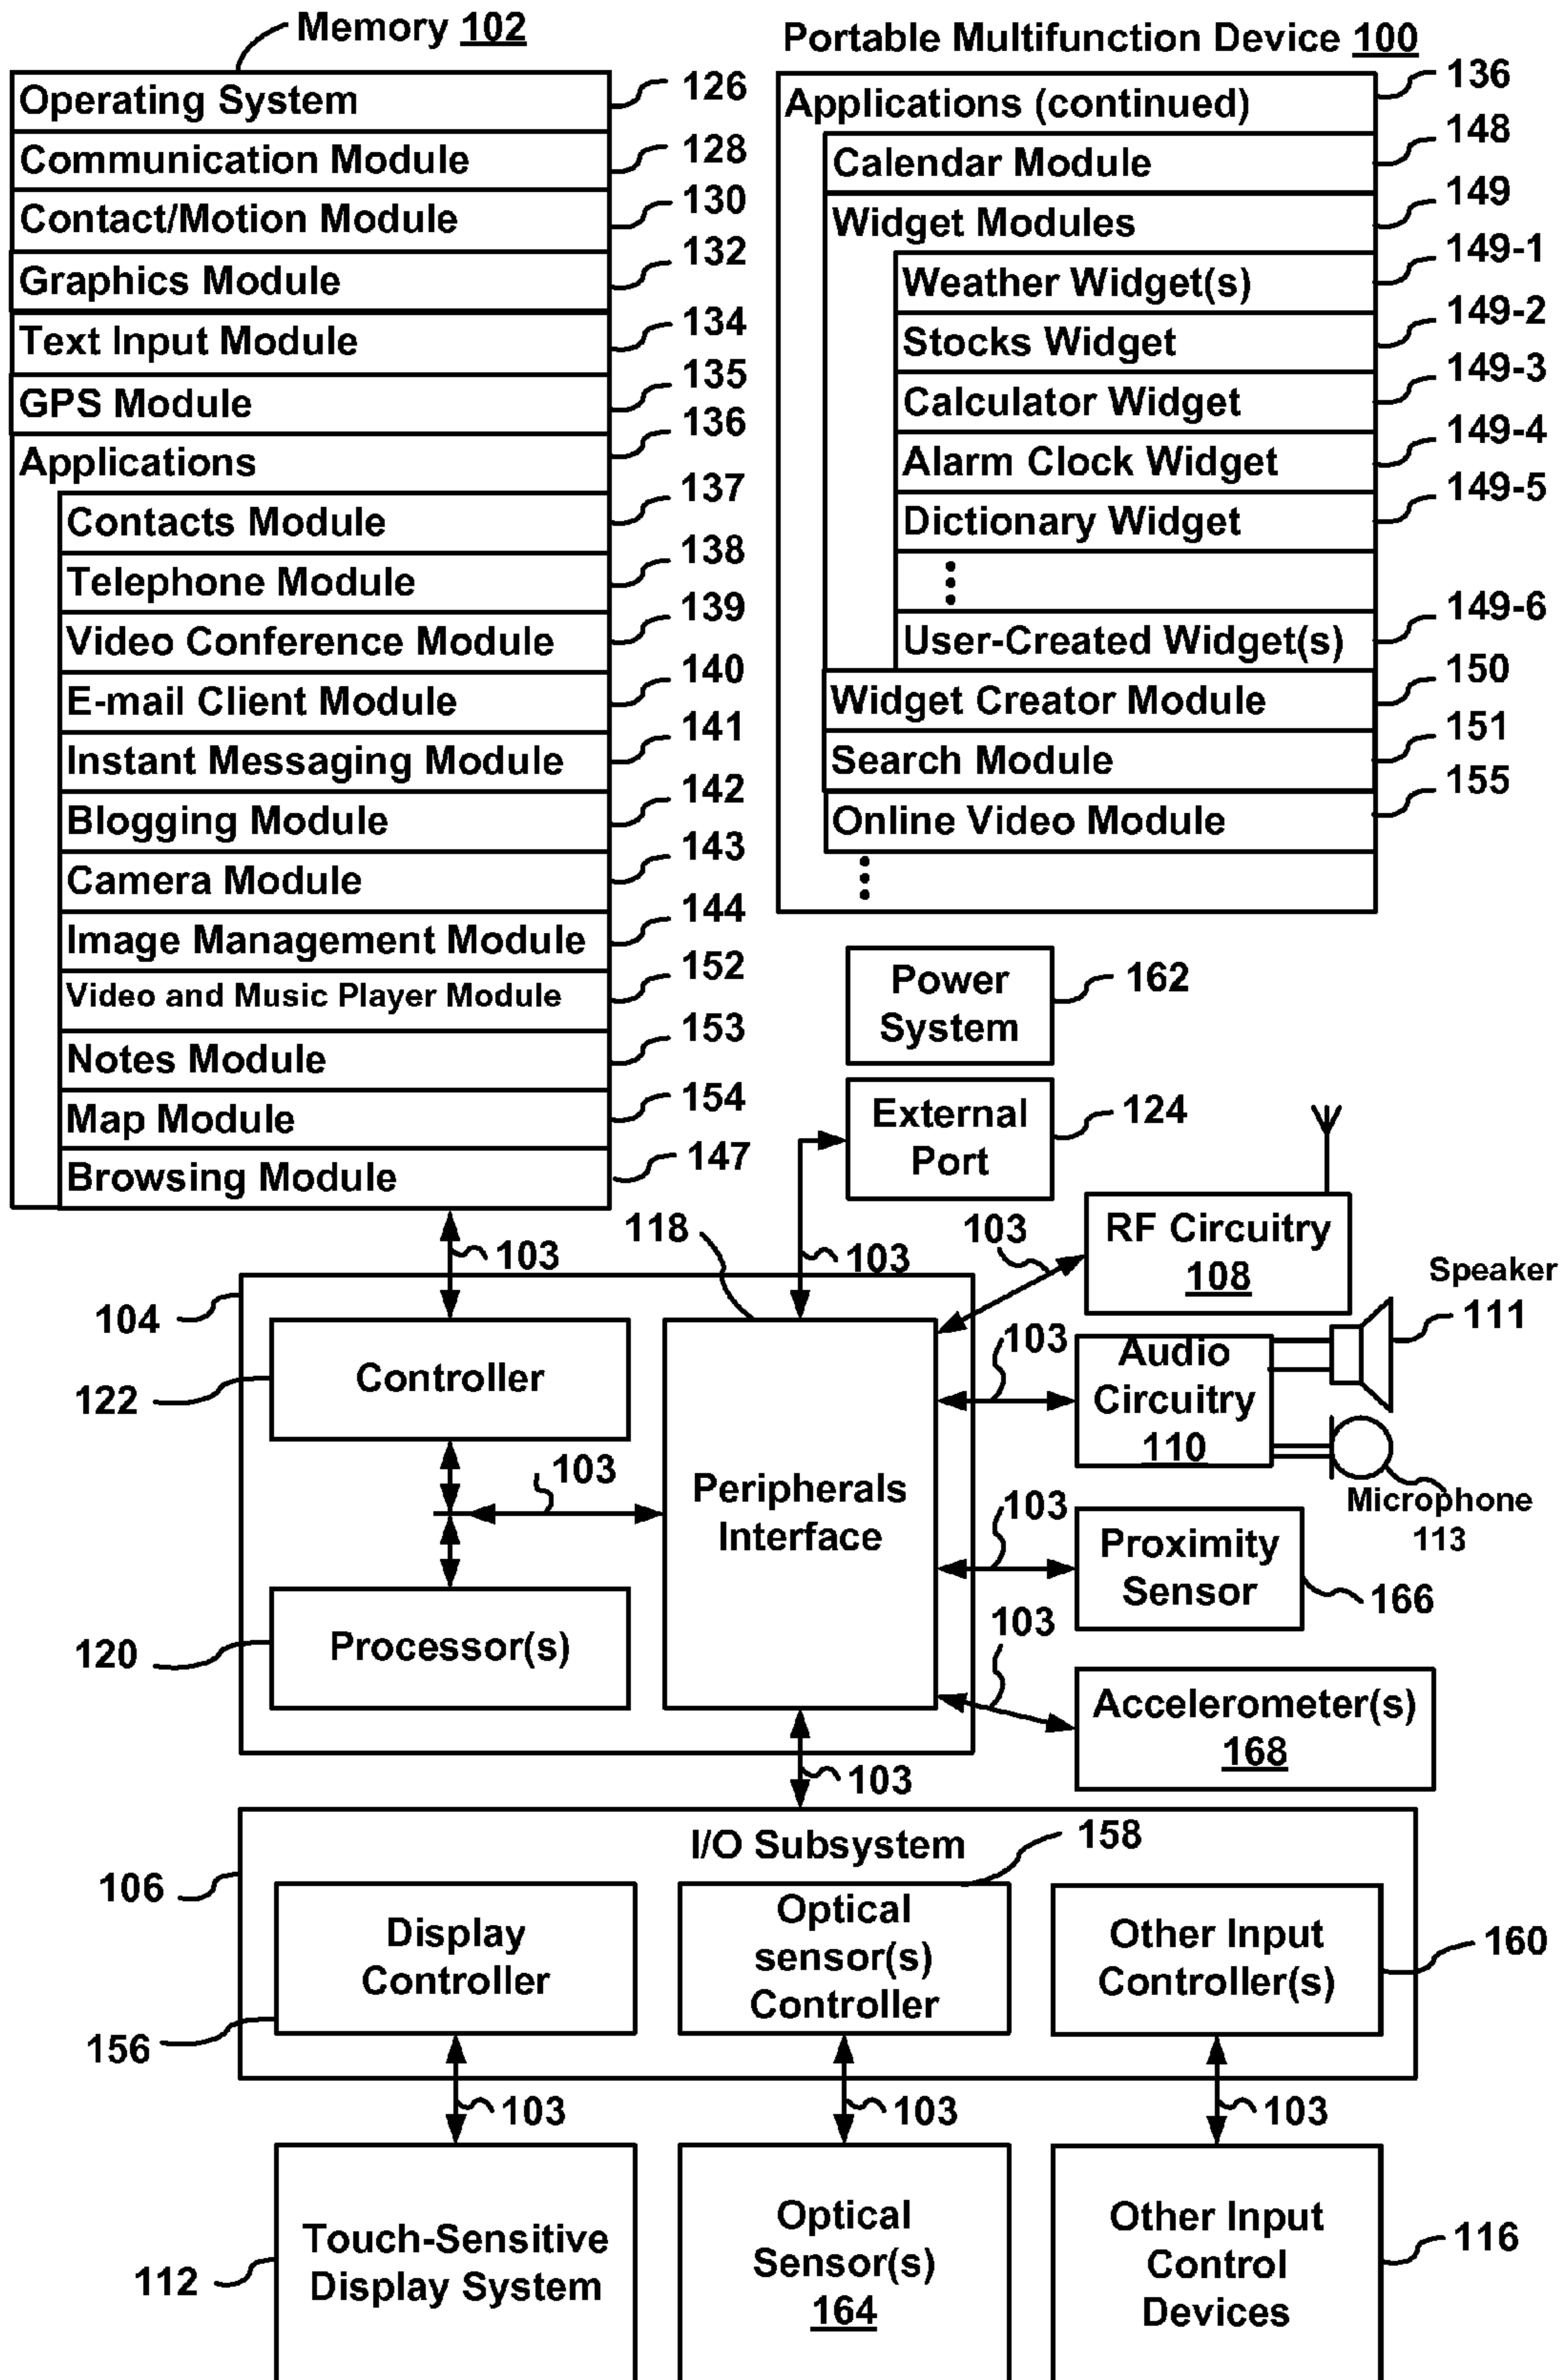 Memory 102
Operating System 126
Communication Module 128
Contact/Motion Module 130
Graphics Module 132
Text Input Module 134
GPS Module 135
Applications 136
Contacts Module 137
Telephone Module 138
Video Conference Module 139
E-mail Client Module 140
Instant Messaging Module 141
Blogging Module 142
Camera Module 143
Image Management Module 144
Video and Music Player Module 152
Notes Module 153
Map Module 154
Browsing Module 147
Portable Multifunction Device 100
Applications (continued) 136
Calendar Module 148
Widget Modules 149
Weather Widget(s) 149-1
Stocks Widget 149-2
Calculator Widget 149-3
Alarm Clock Widget 149-4
Dictionary Widget 149-5
User-Created Widget(s) 149-6
Widget Creator Module 150
Search Module 151
Online Video Module 155
Power
System
162
External
Port
124
103
118
103
103
RF Circuitry
108
Speaker
111
104
Controller
122
103
Audio
Circuitry
110
103
Peripherals
Interface
Microphone
113
103
Proximity
Sensor
166
120
Processor(s)
103
Accelerometer(s)
168
103
I/O Subsystem
158
106
Display
Controller
156
Optical
sensor(s)
Controller
Other Input
Controller(s)
160
103
103
103
Touch-Sensitive
Display System
112
Optical
Sensor(s)
164
Other Input
Control
Devices
116